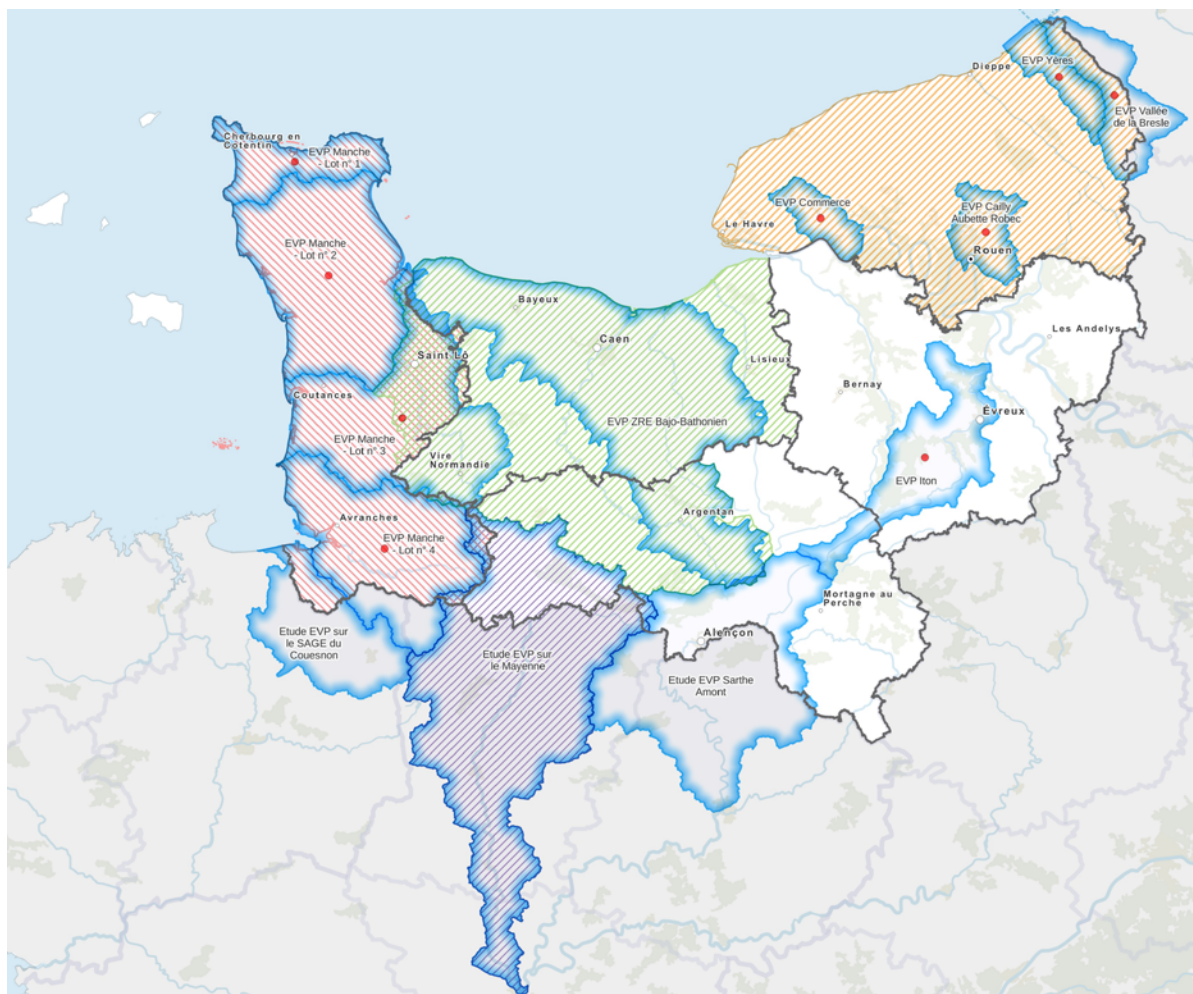 Dieppe
EVP Yères
EVP Vallée
de la Bresle
Cherbourg en
Cotentin
EVP Manche
- Lot n° 1
EVP Commerce
EVP Cailly
Aubette Robec
Le Havre
Rouen
EVP Manche
- Lot n° 2
Bayeux
Caen
Les Andelys
Saint Lô
Lisieux
Bernay
Coutances
Évreux
EVP ZRE Bajo-Bathonien
EVP Manche
- Lot n° 3
Vire
Normandie
EVP Iton
Argentan
Avranches
EVP Manche
- Lot n° 4
Mortagne au
Perche
Etude EVP sur
le SAGE du
Couesnon
Alençon
Etude EVP sur
le Mayenne
Etude EVP Sarthe
Amont